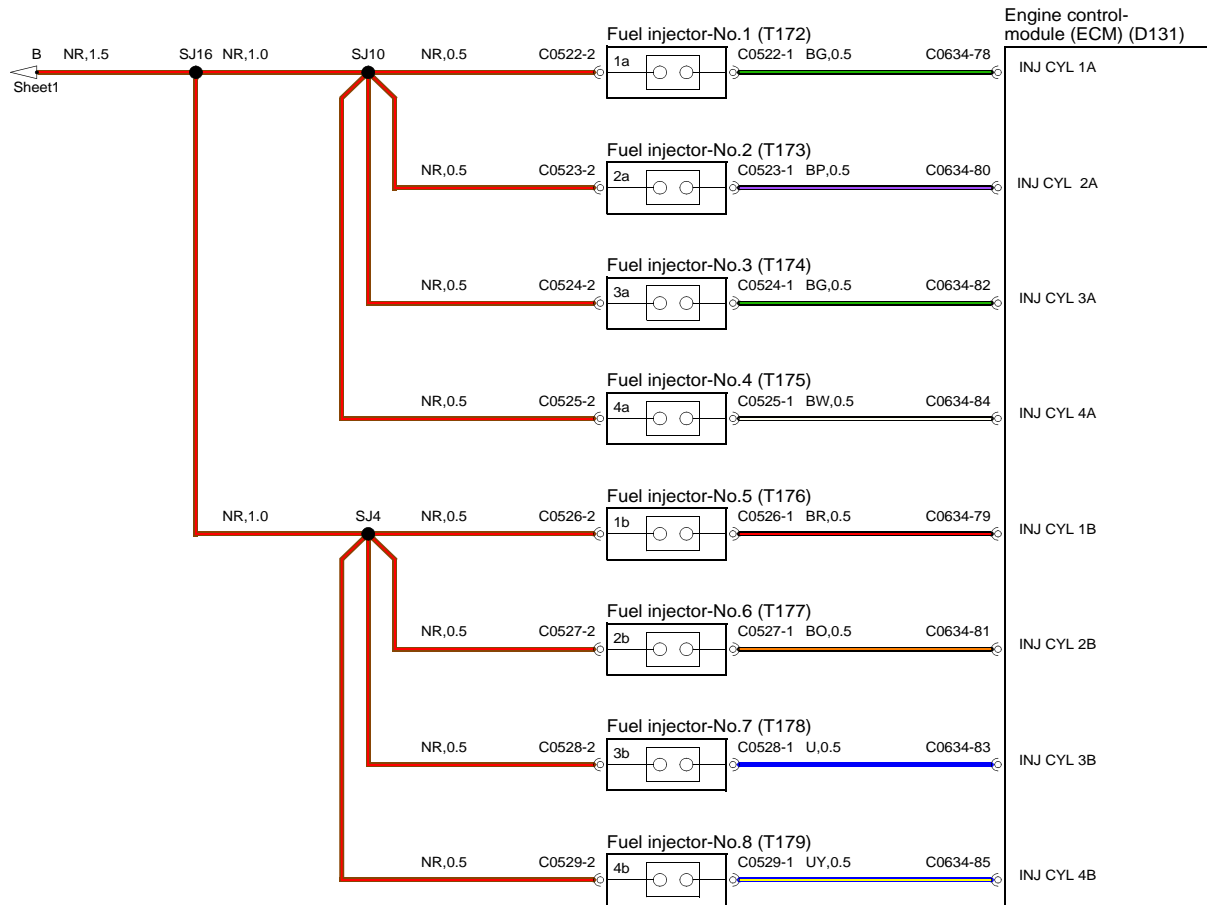 Engine control-
module (ECM) (D131)
Fuel injector-No.1 (T172)
B NR,1.5 SJ16 NR,1.0 SJ10 NR,0.5 C0522-2 1a C0522-1 BG,0.5 C0634-78 INJ CYL 1A
Sheet1
Fuel injector-No.2 (T173)
NR,0.5 C0523-2 2a C0523-1 BP,0.5 C0634-80 INJ CYL 2A
Fuel injector-No.3 (T174)
NR,0.5 C0524-2 3a C0524-1 BG,0.5 C0634-82 INJ CYL 3A
Fuel injector-No.4 (T175)
NR,0.5 C0525-2 4a C0525-1 BW,0.5 C0634-84 INJ CYL 4A
Fuel injector-No.5 (T176)
NR,1.0 SJ4 NR,0.5 C0526-2 1b C0526-1 BR,0.5 C0634-79 INJ CYL 1B
Fuel injector-No.6 (T177)
NR,0.5 C0527-2 2b C0527-1 BO,0.5 C0634-81 INJ CYL 2B
Fuel injector-No.7 (T178)
NR,0.5 C0528-2 3b C0528-1 U,0.5 C0634-83 INJ CYL 3B
Fuel injector-No.8 (T179)
NR,0.5 C0529-2 4b C0529-1 UY,0.5 C0634-85 INJ CYL 4B